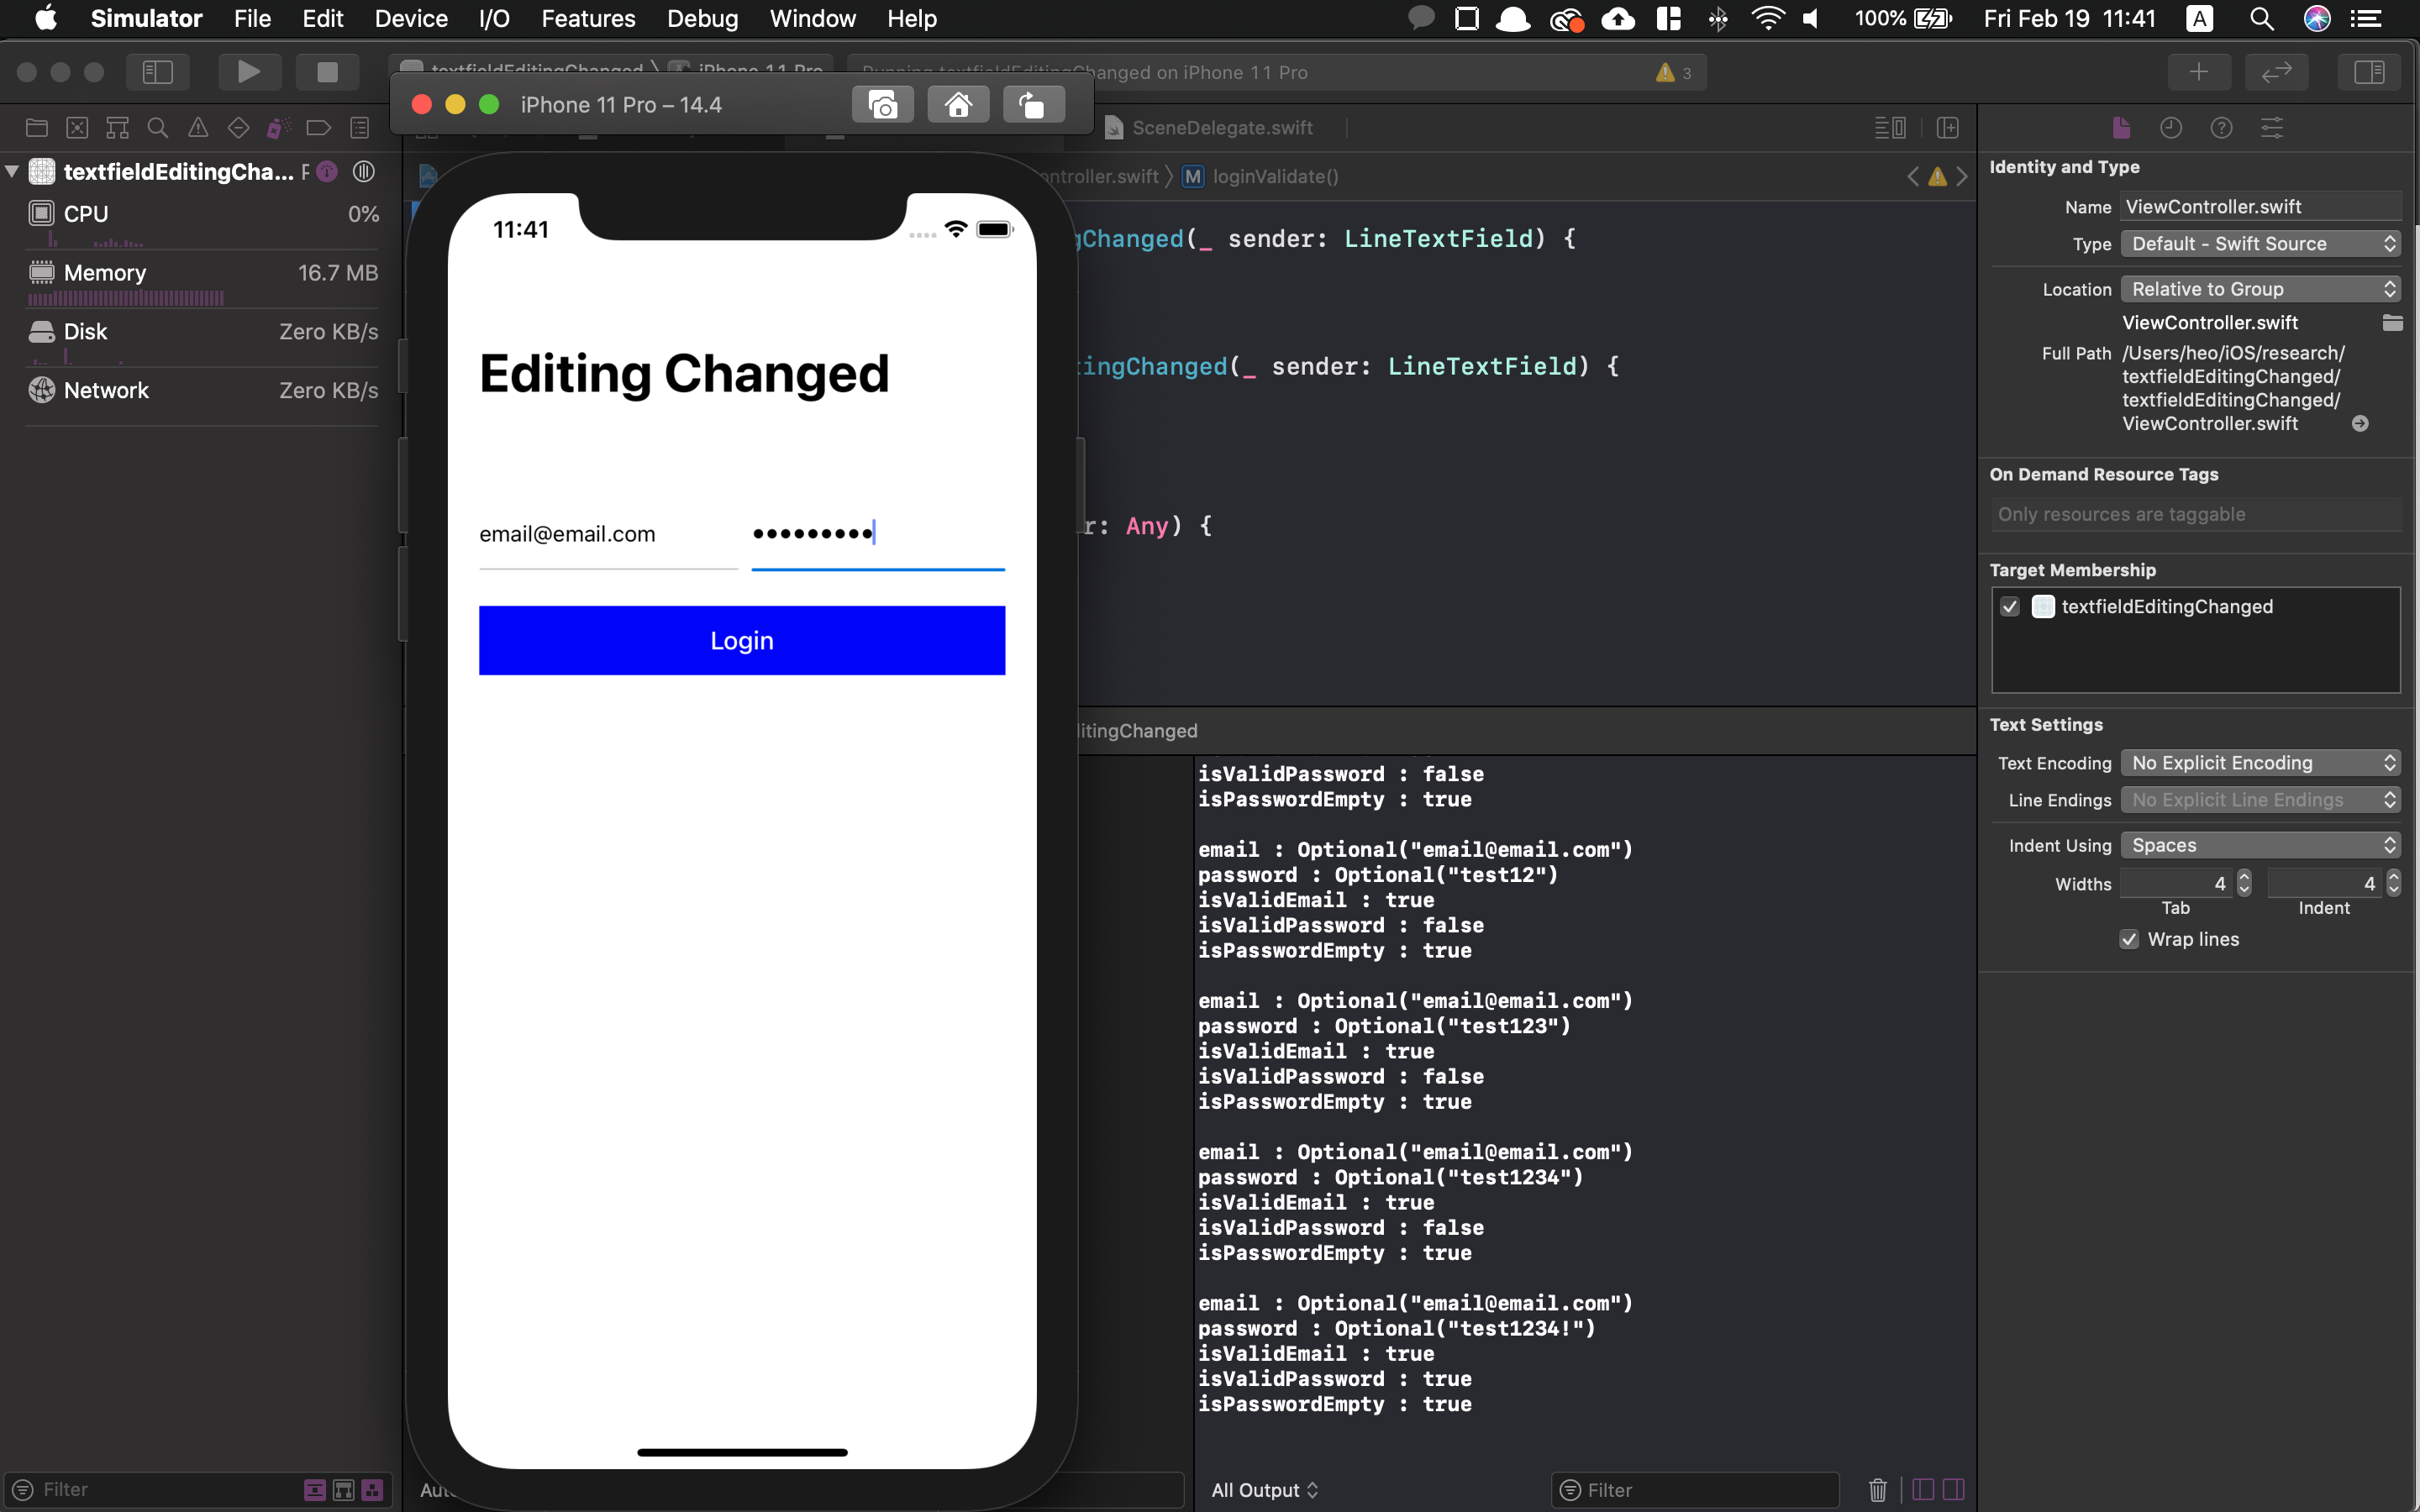 Simulator File Edit Device I/O Features Debug Window Help 100% Fri Feb 19 11:41 A
Running textfieldEditingChanged on iPhone 11 Pro 3
iPhone 11 Pro – 14.4
SceneDelegate.swift
textfieldEditingCha...
CPU 0%
Memory 16.7 MB
Disk Zero KB/s
Network Zero KB/s
Filter
ntroller.swift M loginValidate()
gChanged(_ sender: LineTextField) {
tingChanged(_ sender: LineTextField) {
r: Any) {
11:41
Editing Changed
email@email.com •••••••••
Login
itingChanged
isValidPassword : false
isPasswordEmpty : true
email : Optional("email@email.com")
password : Optional("test12")
isValidEmail : true
isValidPassword : false
isPasswordEmpty : true
email : Optional("email@email.com")
password : Optional("test123")
isValidEmail : true
isValidPassword : false
isPasswordEmpty : true
email : Optional("email@email.com")
password : Optional("test1234")
isValidEmail : true
isValidPassword : false
isPasswordEmpty : true
email : Optional("email@email.com")
password : Optional("test1234!")
isValidEmail : true
isValidPassword : true
isPasswordEmpty : true
All Output Filter
Identity and Type
Name ViewController.swift
Type Default - Swift Source
Location Relative to Group
ViewController.swift
Full Path /Users/heo/iOS/research/
textfieldEditingChanged/
textfieldEditingChanged/
ViewController.swift
On Demand Resource Tags
Only resources are taggable
Target Membership
textfieldEditingChanged
Text Settings
Text Encoding No Explicit Encoding
Line Endings No Explicit Line Endings
Indent Using Spaces
Widths 4 4
Tab Indent
Wrap lines